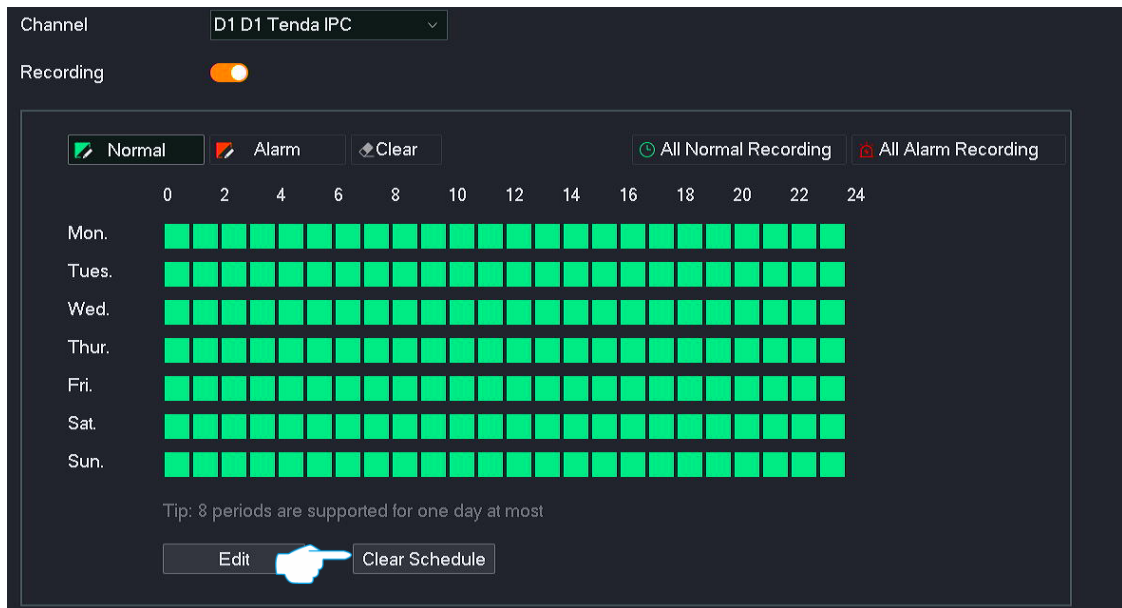 Channel D1 D1 Tenda IPC
Recording
Normal Alarm Clear All Normal Recording All Alarm Recording
0 2 4 6 8 10 12 14 16 18 20 22 24
Mon.
Tues.
Wed.
Thur.
Fri.
Sat.
Sun.
Tip: 8 periods are supported for one day at most
Edit Clear Schedule